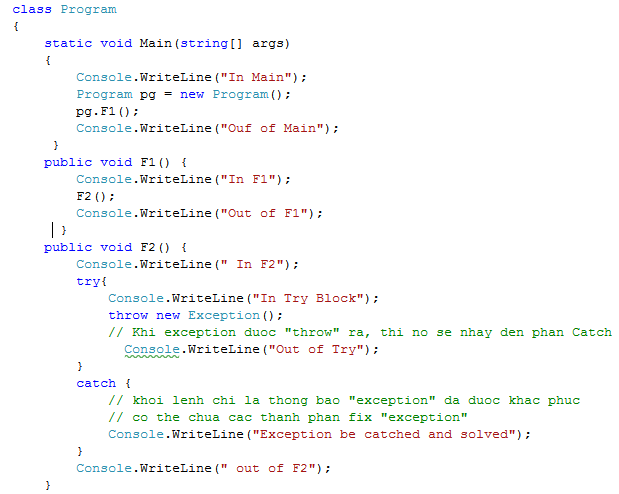 class Program
{
    static void Main(string[] args)
    {
        Console.WriteLine("In Main");
        Program pg = new Program();
        pg.F1();
        Console.WriteLine("Ouf of Main");
     }
    public void F1() {
        Console.WriteLine("In F1");
        F2();
        Console.WriteLine("Out of F1");
      }
    public void F2() {
        Console.WriteLine(" In F2");
        try{
            Console.WriteLine("In Try Block");
            throw new Exception();
            // Khi exception duoc "throw" ra, thi no se nhay den phan Catch
              Console.WriteLine("Out of Try");
        }
        catch {
            // khoi lenh chi la thong bao "exception" da duoc khac phuc
            // co the chua cac thanh phan fix "exception"
            Console.WriteLine("Exception be catched and solved");
        }
        Console.WriteLine(" out of F2");
    }